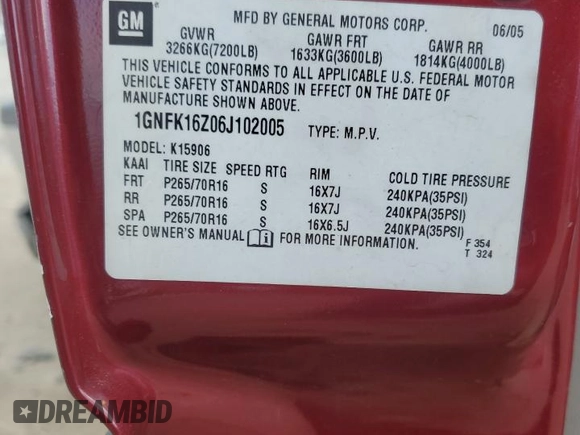 GM
MFD BY GENERAL MOTORS CORP. 06/05
GVWR GAWR FRT GAWR RR
3266KG(7200LB) 1633KG(3600LB) 1814KG(4000LB)
THIS VEHICLE CONFORMS TO ALL APPLICABLE U.S. FEDERAL MOTOR
VEHICLE SAFETY STANDARDS IN EFFECT ON THE DATE OF
MANUFACTURE SHOWN ABOVE.
1GNFK16Z06J102005 TYPE: M.P.V.
MODEL: K15906
KAAI TIRE SIZE SPEED RTG RIM COLD TIRE PRESSURE
FRT P265/70R16 S 16X7J 240KPA(35PSI)
RR P265/70R16 S 16X7J 240KPA(35PSI)
SPA P265/70R16 S 16X6.5J 240KPA(35PSI)
SEE OWNER'S MANUAL i FOR MORE INFORMATION.
F 354
T 324
DREAMBID